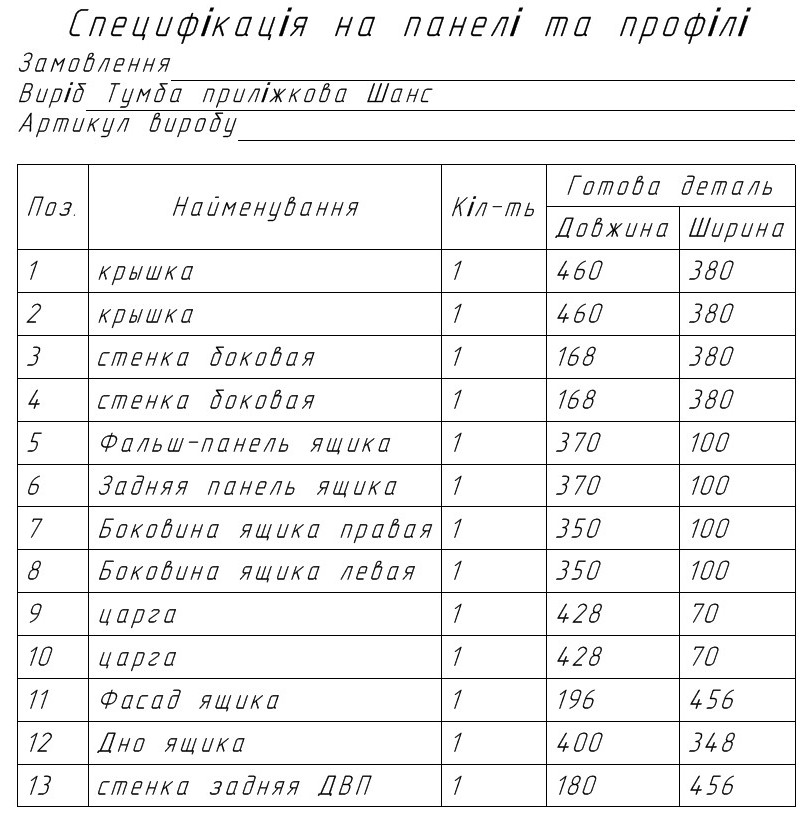 Специфікація на панелі та профілі
Замовлення
Виріб Тумба приліжкова Шанс
Артикул виробу
Поз. Найменування Кіл-ть Готова деталь
Довжина Ширина
1 крышка 1 460 380
2 крышка 1 460 380
3 стенка боковая 1 168 380
4 стенка боковая 1 168 380
5 Фальш-панель ящика 1 370 100
6 Задняя панель ящика 1 370 100
7 Боковина ящика правая 1 350 100
8 Боковина ящика левая 1 350 100
9 царга 1 428 70
10 царга 1 428 70
11 Фасад ящика 1 196 456
12 Дно ящика 1 400 348
13 стенка задняя ДВП 1 180 456